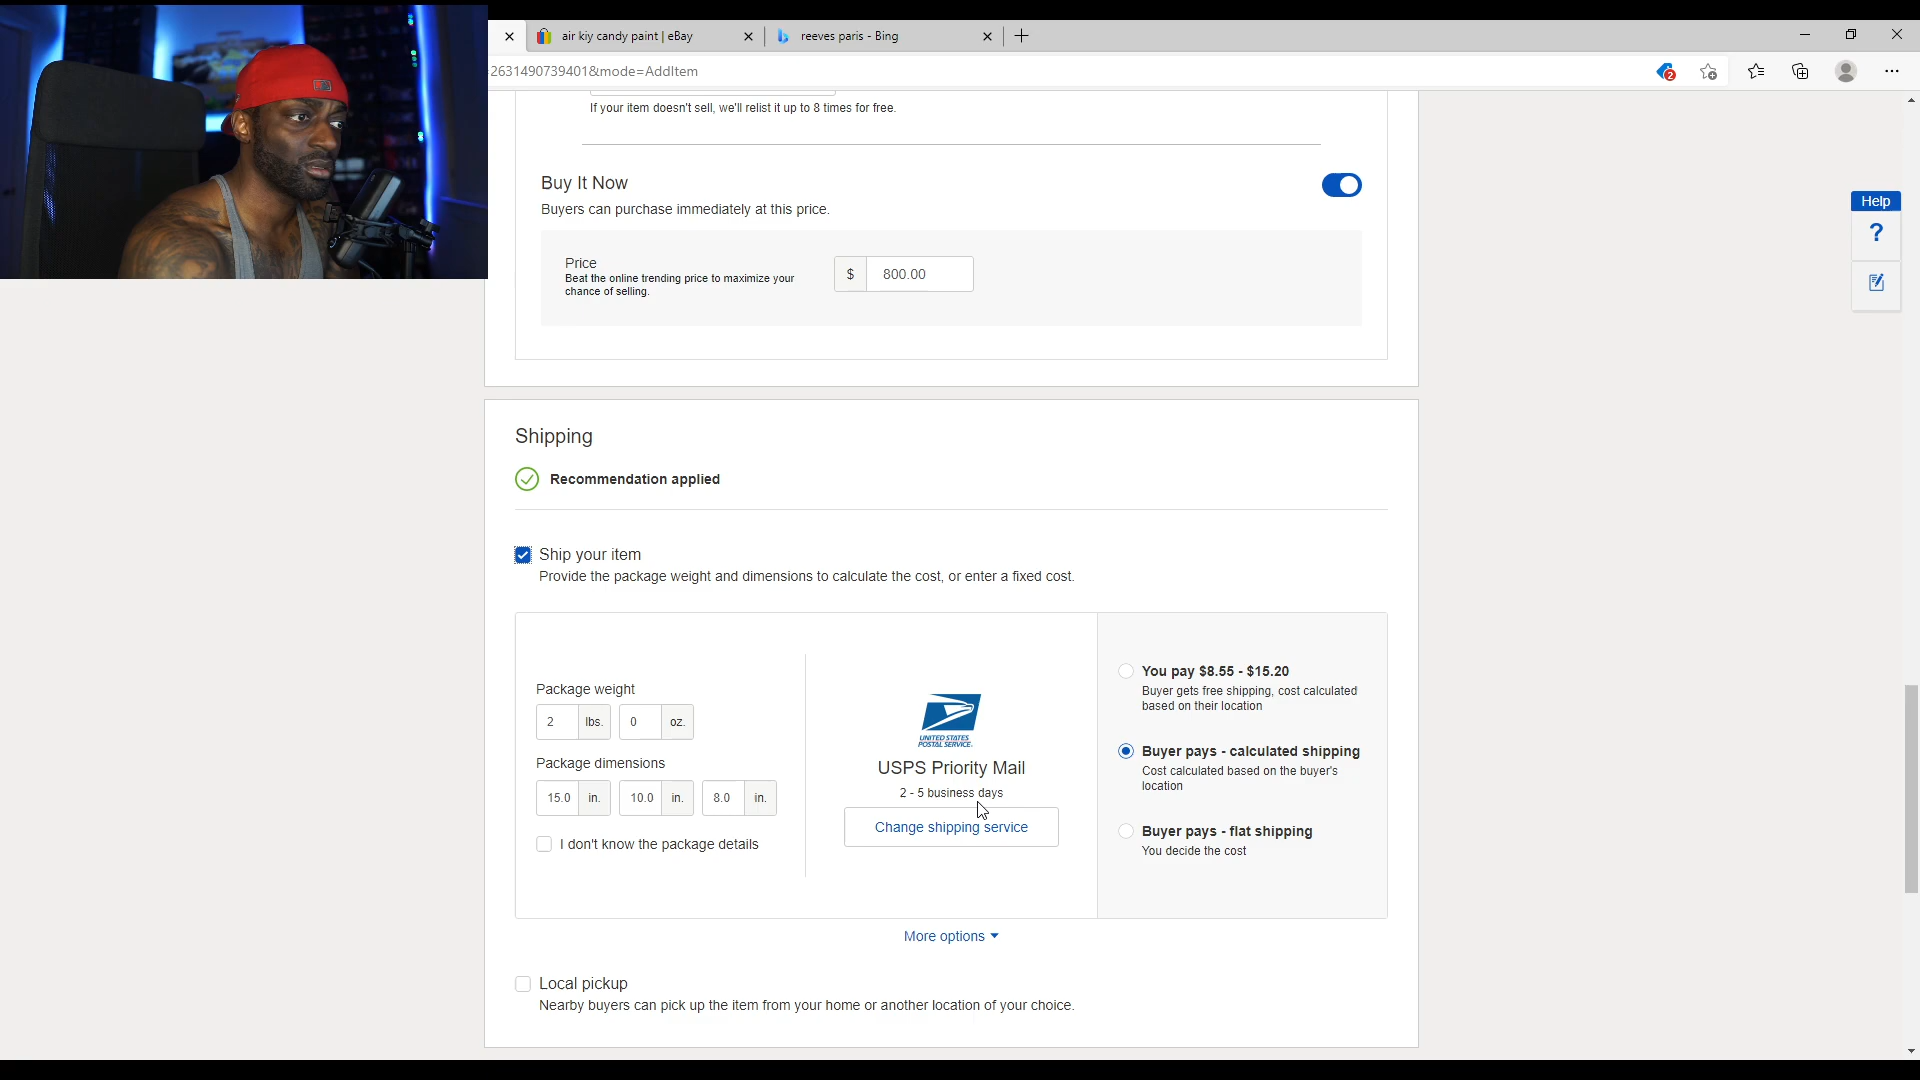 air kiy candy paint | eBay
reeves paris - Bing
2631490739401&mode=AddItem
2
If your item doesn't sell, we'll relist it up to 8 times for free.
Buy It Now
Buyers can purchase immediately at this price.
Price
Beat the online trending price to maximize your
chance of selling.
$ 800.00
Help
?
Shipping
Recommendation applied
Ship your item
Provide the package weight and dimensions to calculate the cost, or enter a fixed cost.
Package weight
2 lbs. 0 oz.
Package dimensions
15.0 in. 10.0 in. 8.0 in.
I don't know the package details
UNITED STATES
POSTAL SERVICE.
USPS Priority Mail
2 - 5 business days
Change shipping service
You pay $8.55 - $15.20
Buyer gets free shipping, cost calculated
based on their location
Buyer pays - calculated shipping
Cost calculated based on the buyer's
location
Buyer pays - flat shipping
You decide the cost
More options
Local pickup
Nearby buyers can pick up the item from your home or another location of your choice.